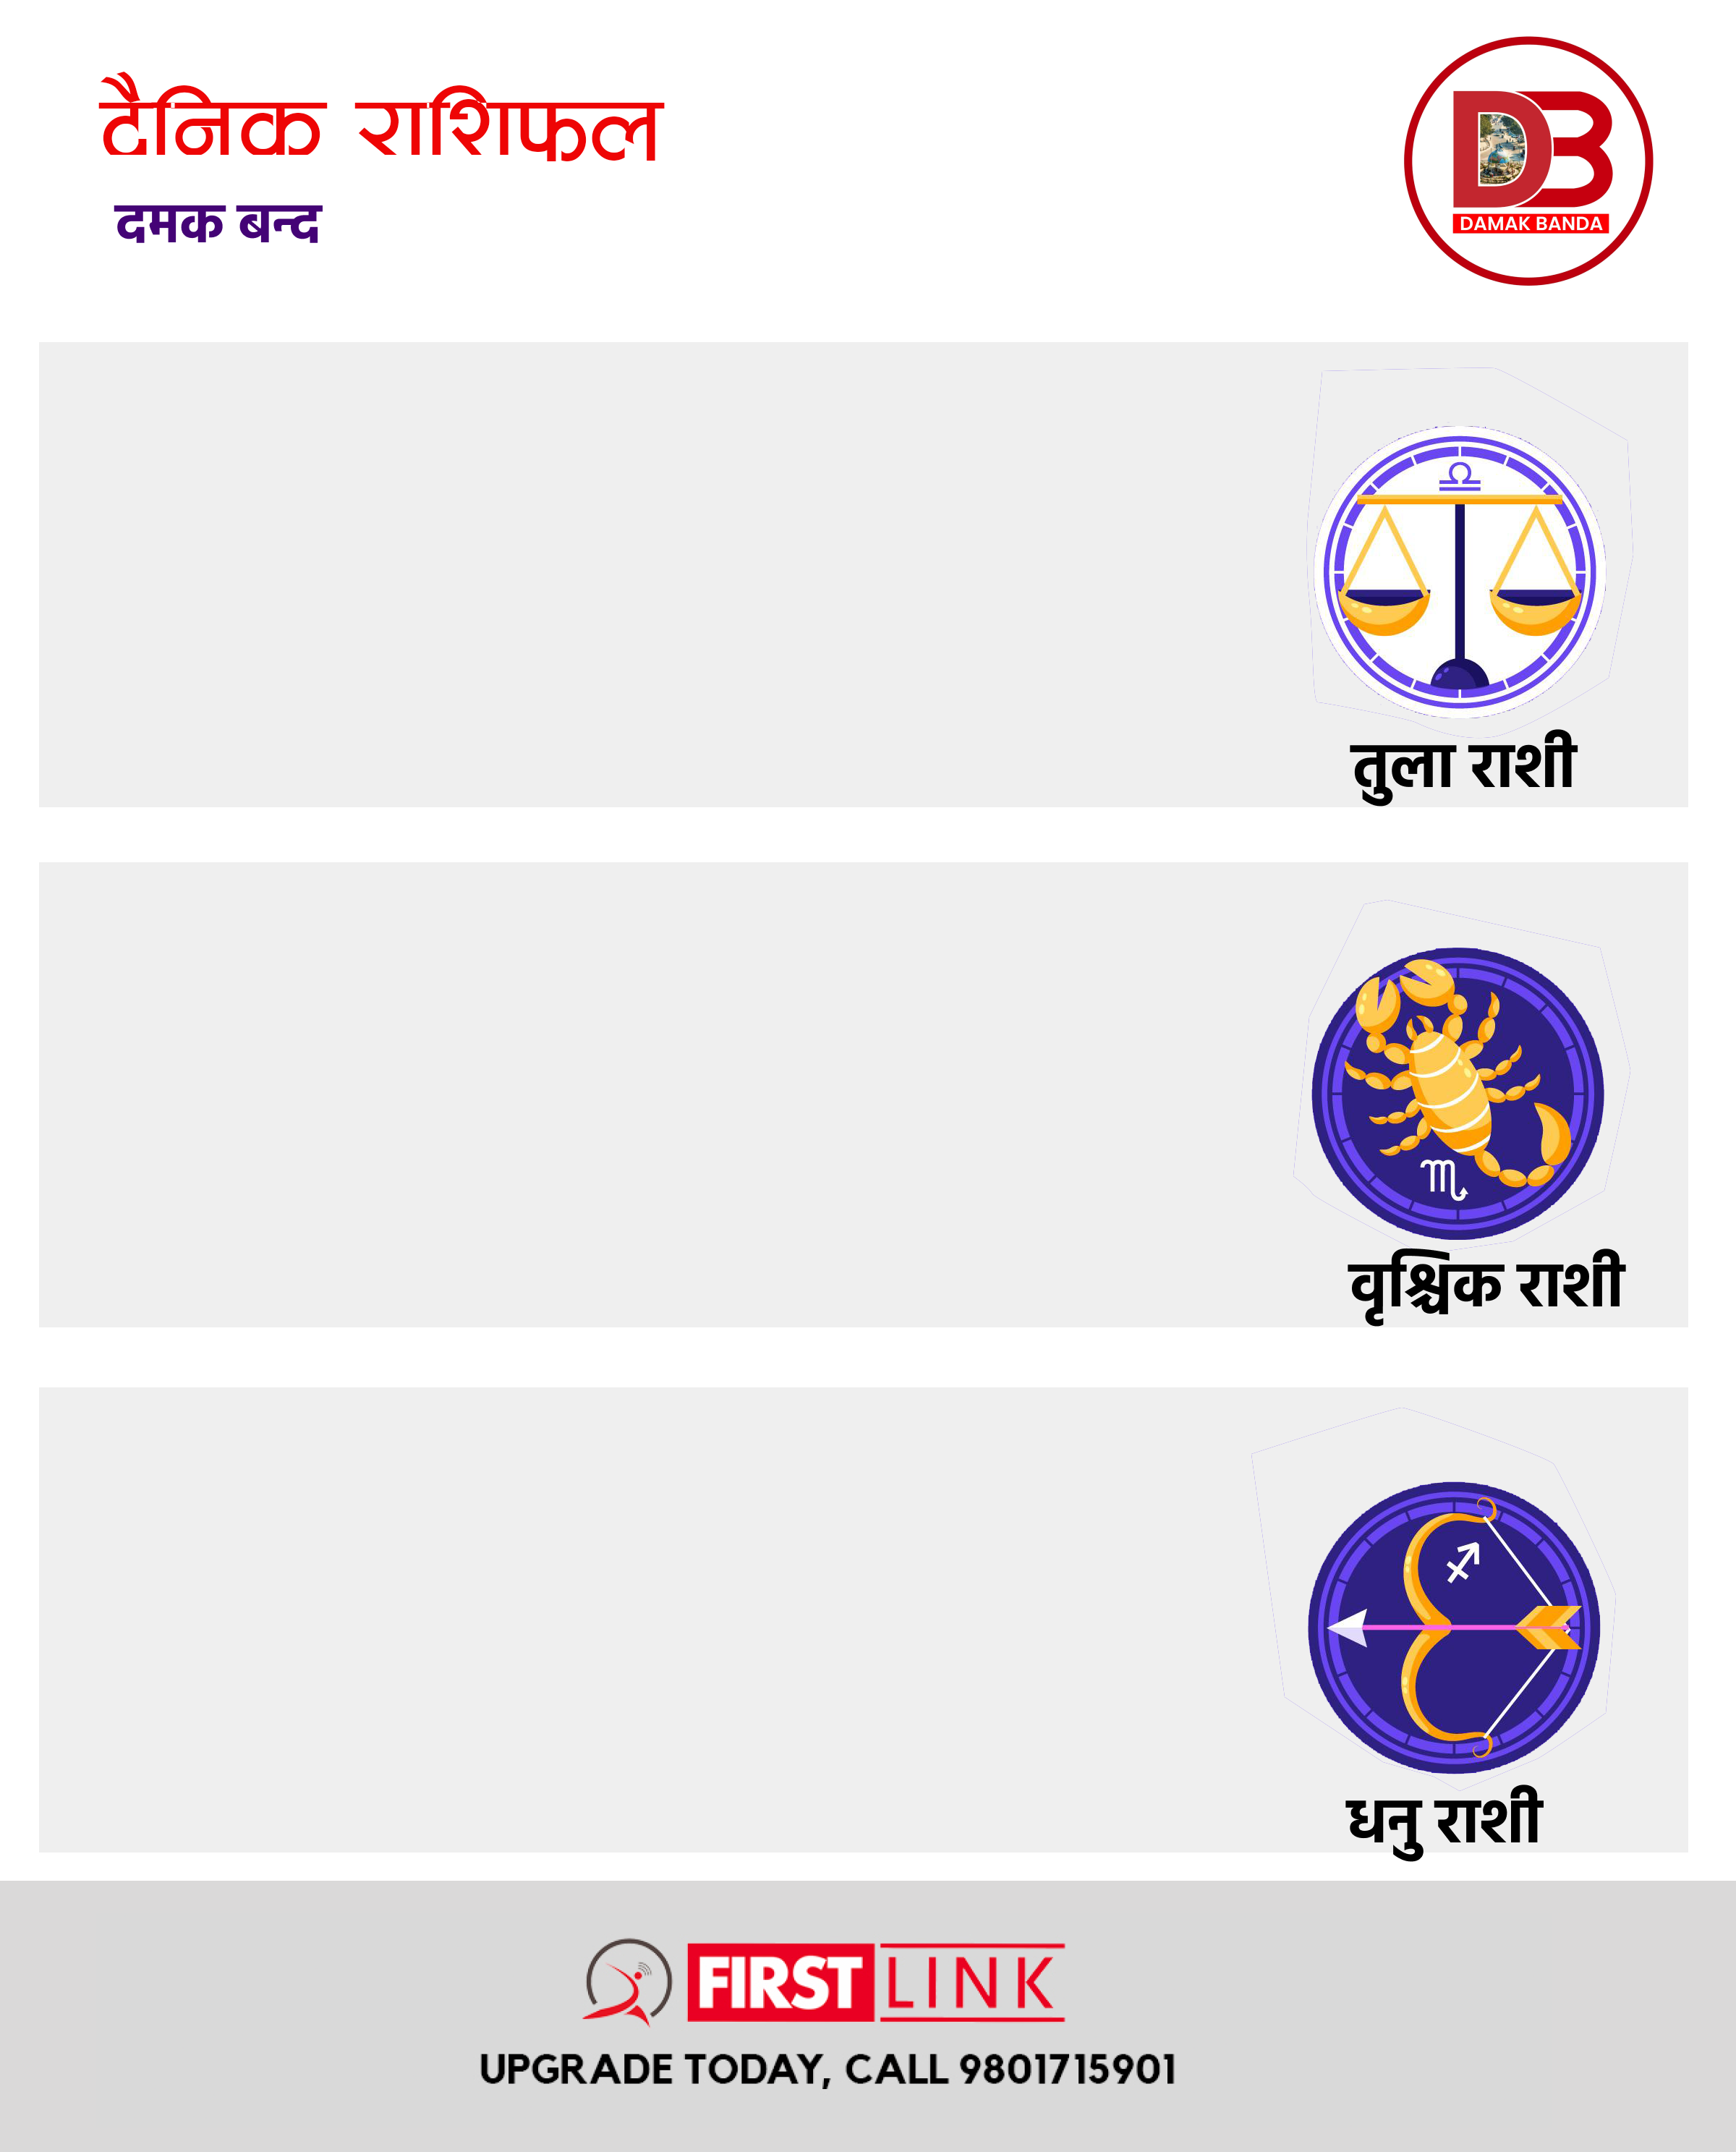 दैनिक राशिफल
दमक बन्द
DB
DAMAK BANDA
तुला राशी
वृश्चिक राशी
धनु राशी
FIRST LINK
UPGRADE TODAY, CALL 9801715901